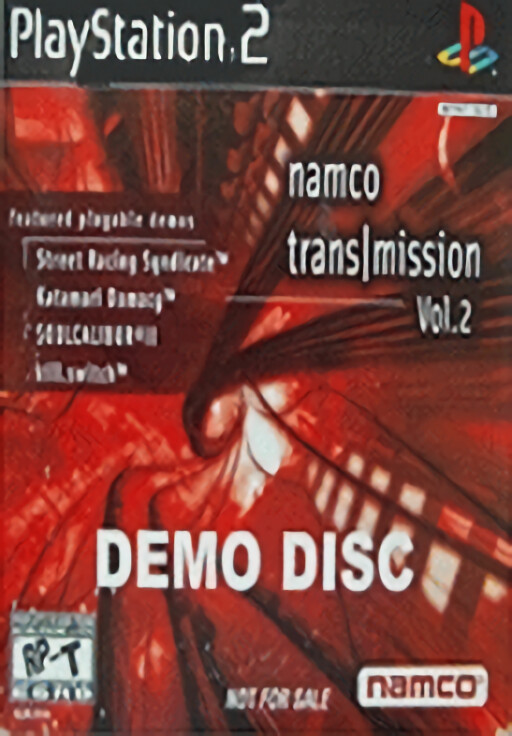 PlayStation.2
namco
trans|mission
Vol.2
Featured playable demos
Street Racing Syndicate™
Katamari Damacy™
SOULCALIBUR®II
kill.switch™
DEMO DISC
RP-T
NOT FOR SALE
namco®